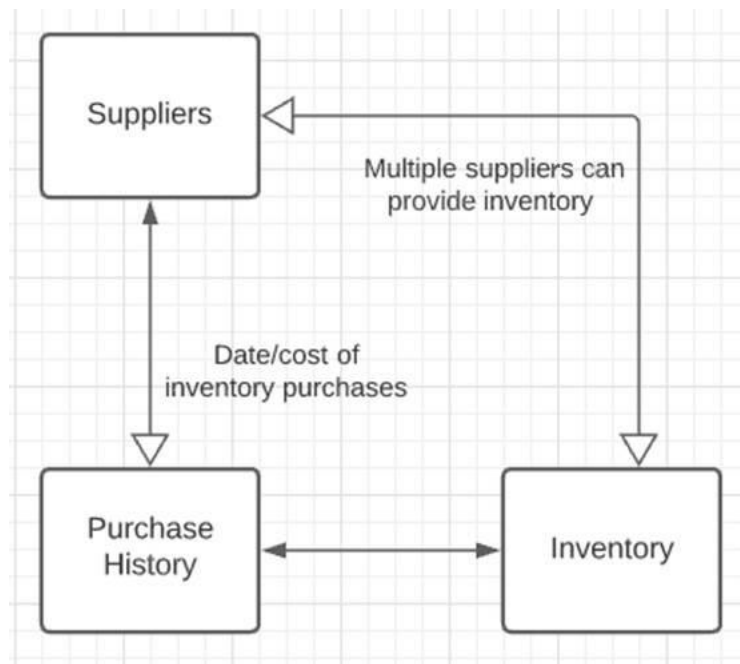 Suppliers
Multiple suppliers can
provide inventory
Date/cost of
inventory purchases
Purchase
History
Inventory